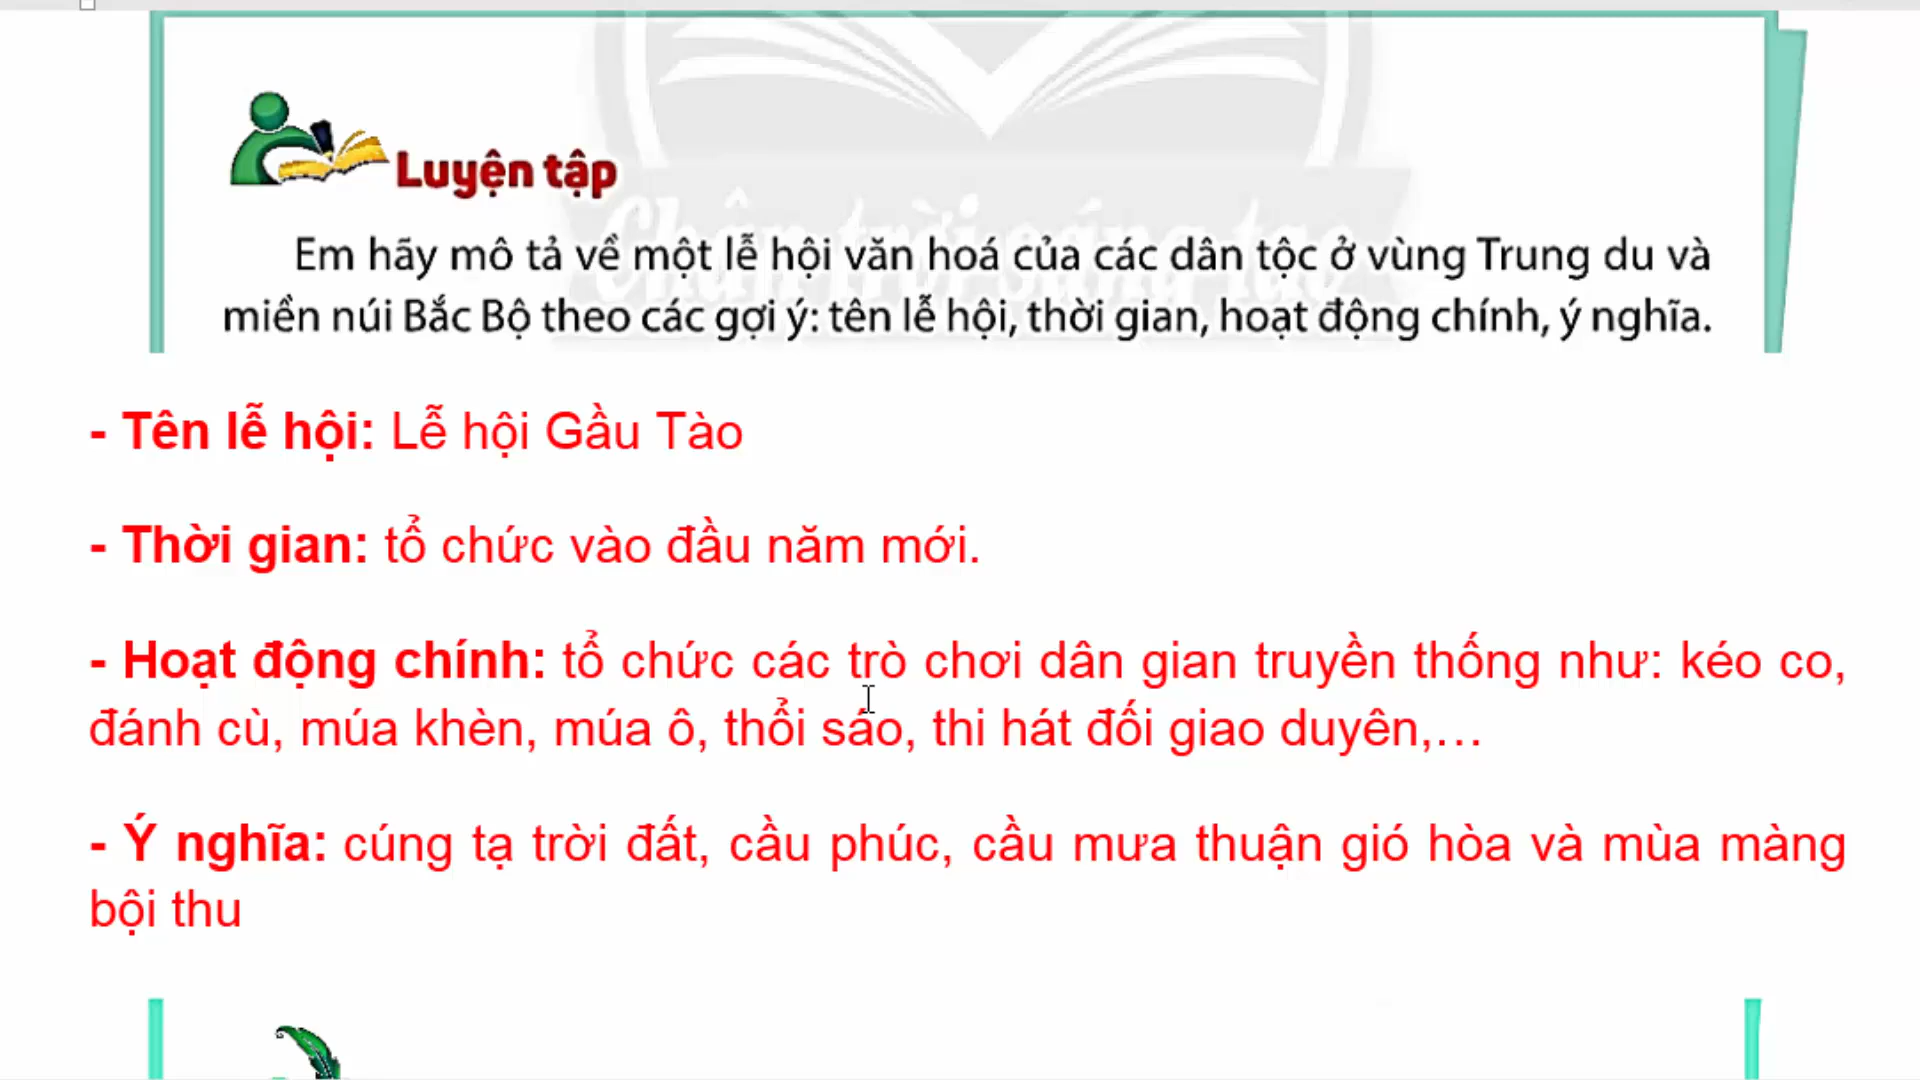 Chân trời sáng tạo
Luyện tập
Em hãy mô tả về một lễ hội văn hoá của các dân tộc ở vùng Trung du và
miền núi Bắc Bộ theo các gợi ý: tên lễ hội, thời gian, hoạt động chính, ý nghĩa.
- Tên lễ hội: Lễ hội Gầu Tào
- Thời gian: tổ chức vào đầu năm mới.
- Hoạt động chính: tổ chức các trò chơi dân gian truyền thống như: kéo co,
đánh cù, múa khèn, múa ô, thổi sáo, thi hát đối giao duyên,...
- Ý nghĩa: cúng tạ trời đất, cầu phúc, cầu mưa thuận gió hòa và mùa màng
bội thu